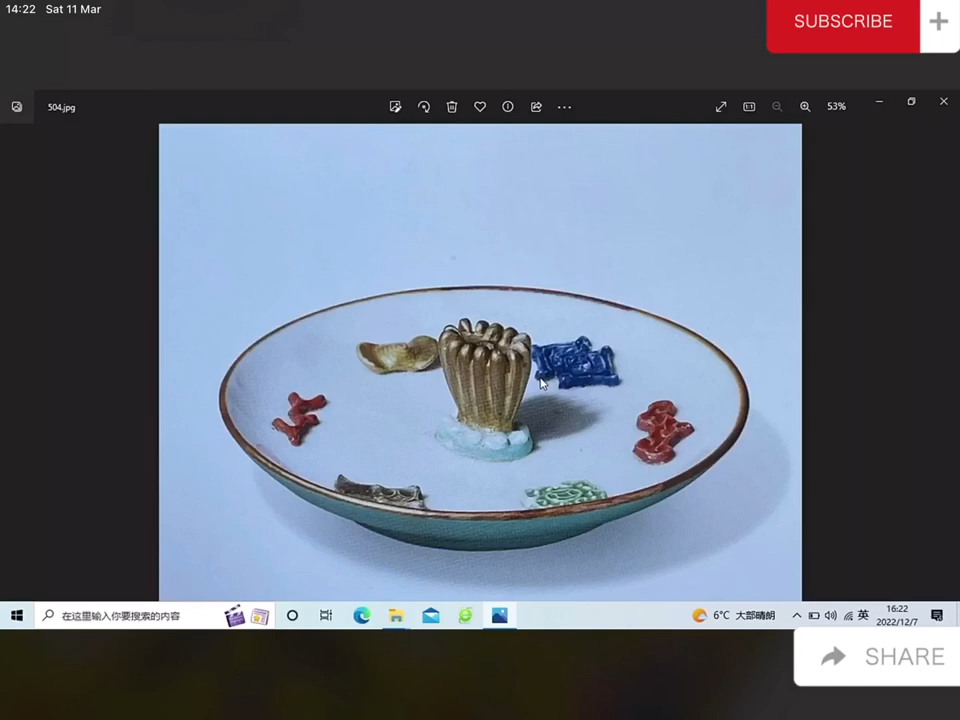 14:22 Sat 11 Mar
SUBSCRIBE
504.jpg
53%
在这里输入你要搜索的内容
6°C 大部晴朗
英
16:22
2022/12/7
SHARE